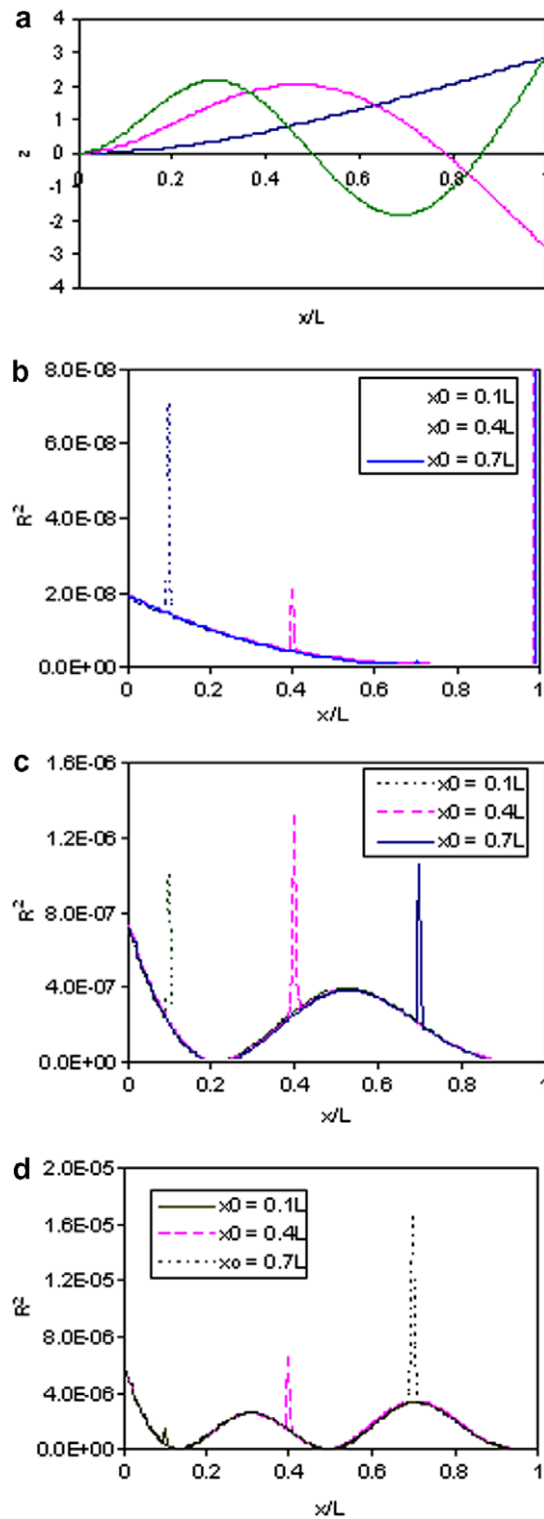 a
4
3
2
1
0
-1
-2
-3
-4
z
0 0.2 0.4 0.6 0.8 1
x/L
b
8.0E-08
6.0E-08
4.0E-08
2.0E-08
0.0E+00
R²
x0 = 0.1L
x0 = 0.4L
x0 = 0.7L
0 0.2 0.4 0.6 0.8 1
x/L
c
1.6E-06
1.2E-06
8.0E-07
4.0E-07
0.0E+00
R²
x0 = 0.1L
x0 = 0.4L
x0 = 0.7L
0 0.2 0.4 0.6 0.8 1
x/L
d
2.0E-05
1.6E-05
1.2E-05
8.0E-06
4.0E-06
0.0E+00
R²
x0 = 0.1L
x0 = 0.4L
xo = 0.7L
0 0.2 0.4 0.6 0.8 1
x/L